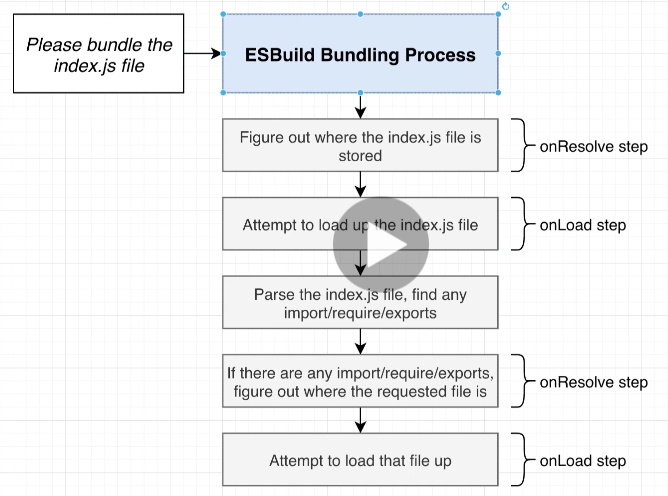 Please bundle the
index.js file
ESBuild Bundling Process
Figure out where the index.js file is
stored
onResolve step
Attempt to load up the index.js file
onLoad step
Parse the index.js file, find any
import/require/exports
If there are any import/require/exports,
figure out where the requested file is
onResolve step
Attempt to load that file up
onLoad step